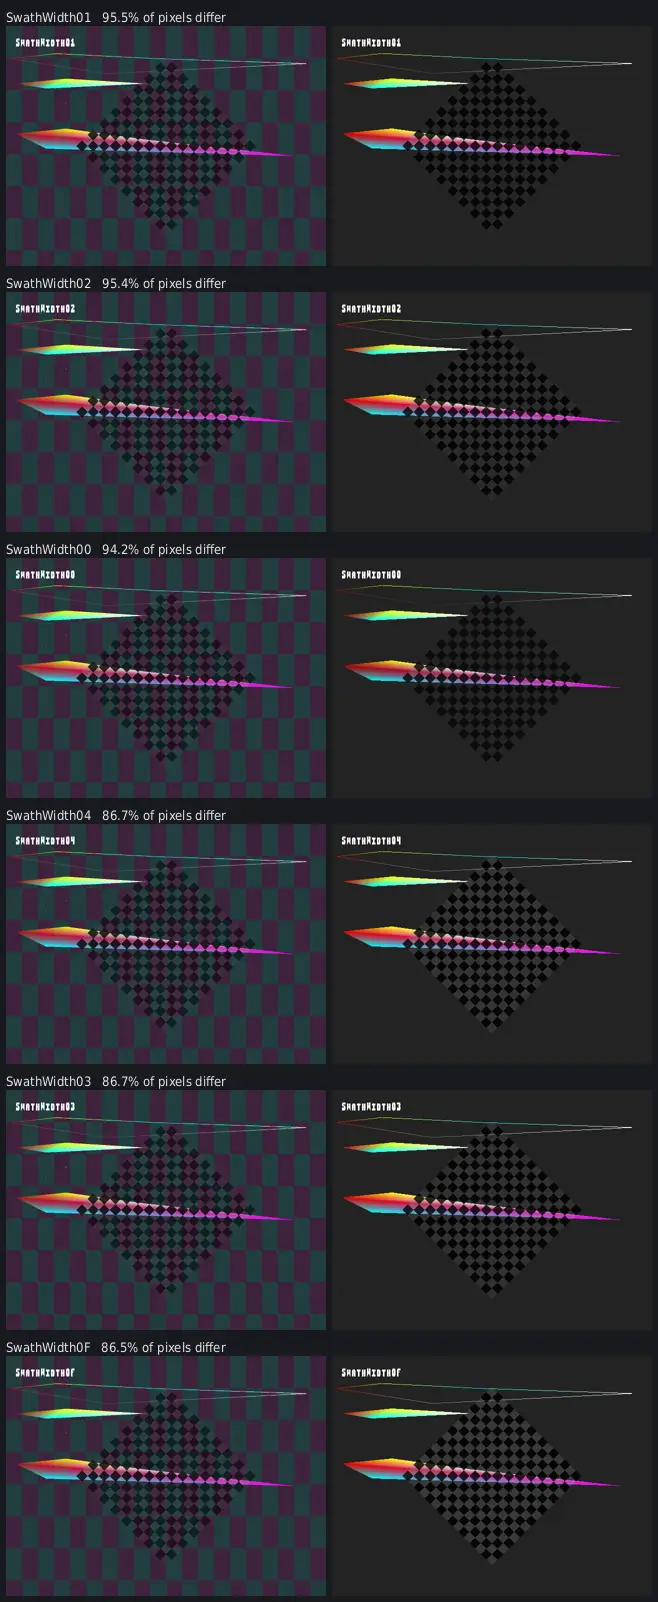 SwathWidth01 95.5% of pixels differ
SwathWidth01 SwathWidth01
SwathWidth02 95.4% of pixels differ
SwathWidth02 SwathWidth02
SwathWidth00 94.2% of pixels differ
SwathWidth00 SwathWidth00
SwathWidth04 86.7% of pixels differ
SwathWidth04 SwathWidth04
SwathWidth03 86.7% of pixels differ
SwathWidth03 SwathWidth03
SwathWidth0F 86.5% of pixels differ
SwathWidth0F SwathWidth0F